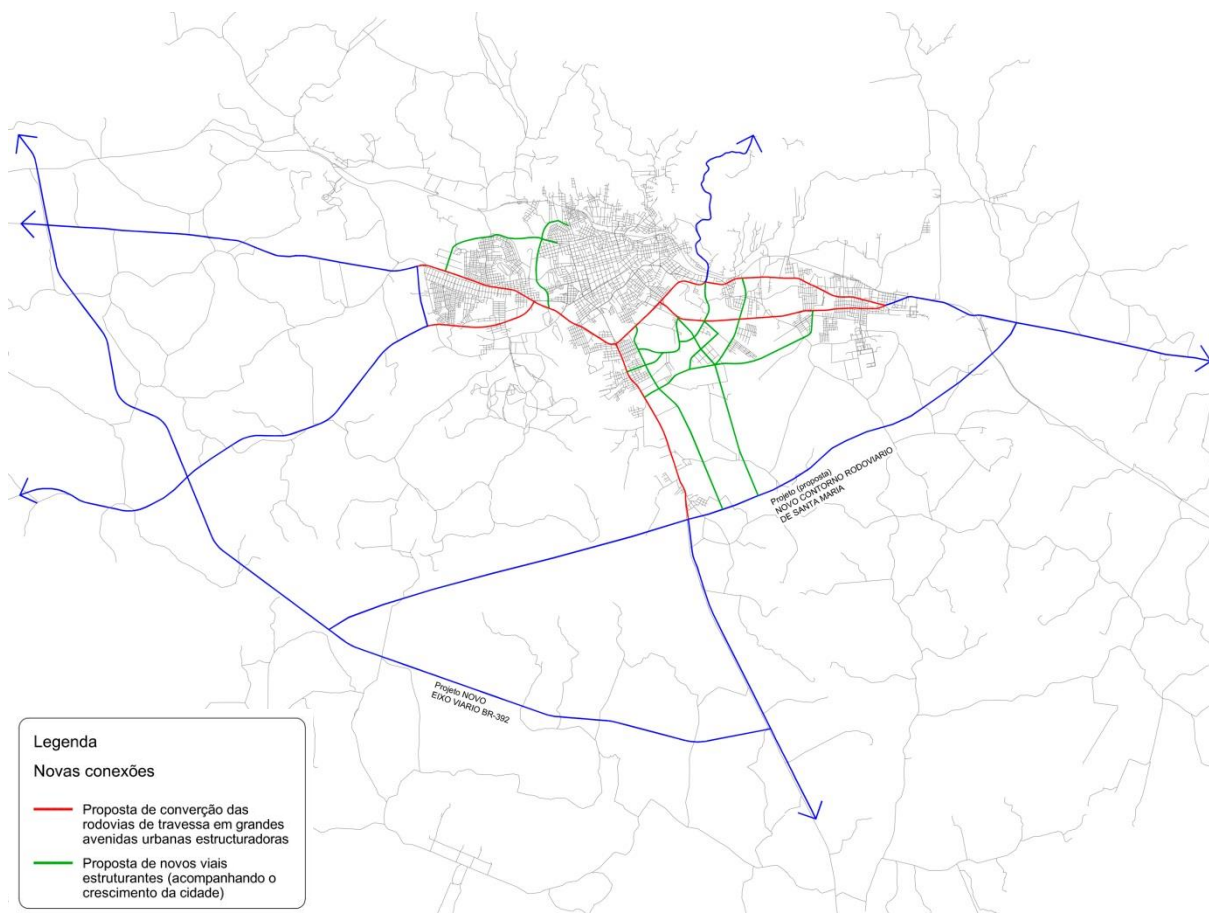 Projeto (proposta)
NOVO CONTORNO RODOVIARIO
DE SANTA MARIA
Projeto NOVO
EIXO VIARIO BR-392
Legenda
Novas conexões
Proposta de converção das
rodovias de travessa em grandes
avenidas urbanas estructuradoras
Proposta de novos viais
estruturantes (acompanhando o
crescimento da cidade)